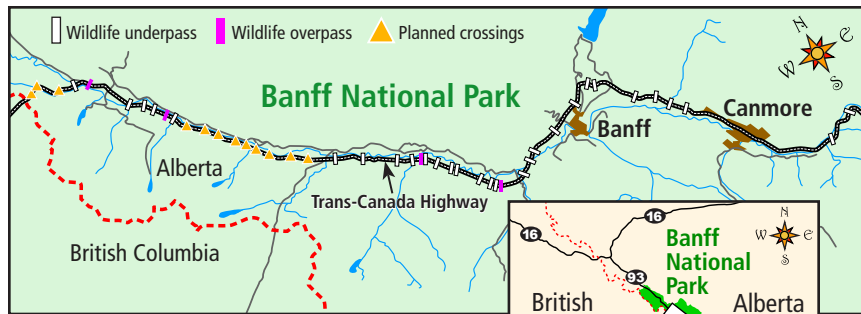 Wildlife underpass
Wildlife overpass
Planned crossings
N
E
W
S
Banff National Park
Canmore
Banff
Alberta
Trans-Canada Highway
British Columbia
16
16
N
W
E
S
Banff
National
Park
93
British
Alberta